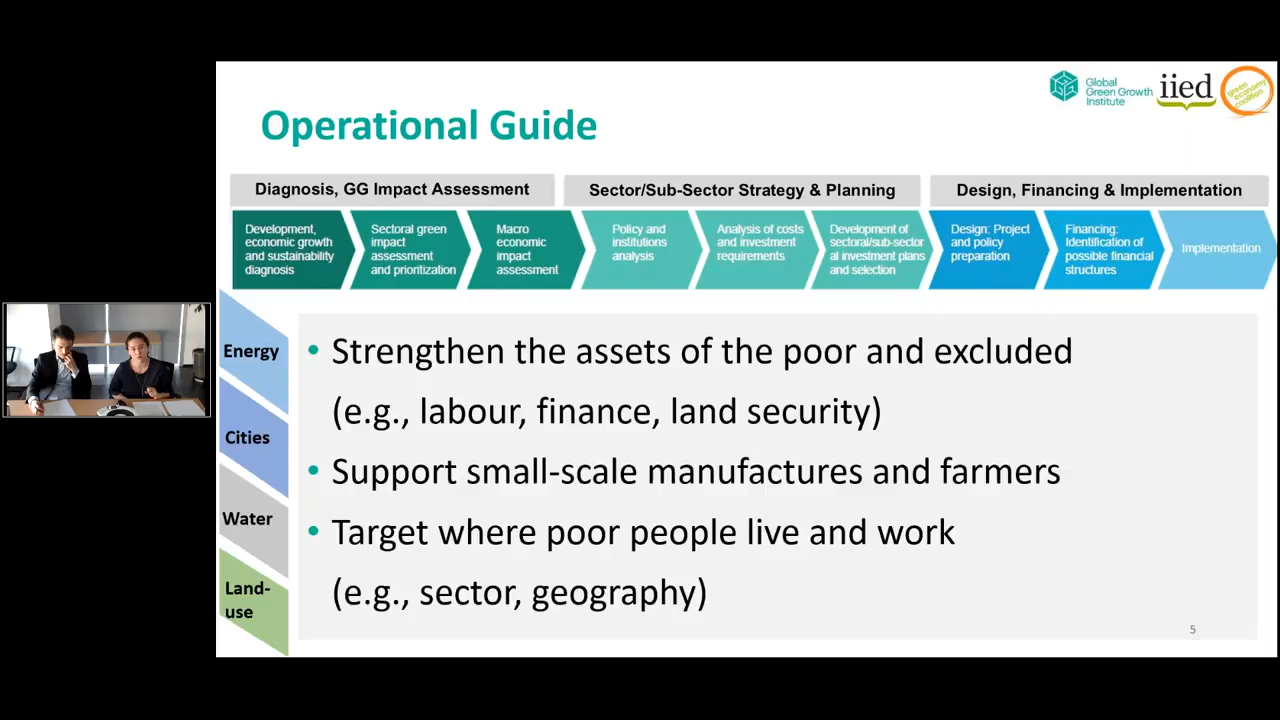 Global
Green Growth
Institute
iied
green
economy
coalition
Operational Guide
Diagnosis, GG Impact Assessment
Sector/Sub-Sector Strategy & Planning
Design, Financing & Implementation
Development,
economic growth
and sustainability
diagnosis
Sectoral green
impact
assessment
and prioritization
Macro
economic
impact
assessment
Policy and
institutions
analysis
Analysis of costs
and investment
requirements
Development of
sectoral/sub-sector
al investment plans
and selection
Design: Project
and policy
preparation
Financing:
Identification of
possible financial
structures
Implementation
Energy
Cities
Water
Land-
use
• Strengthen the assets of the poor and excluded
(e.g., labour, finance, land security)
• Support small-scale manufactures and farmers
• Target where poor people live and work
(e.g., sector, geography)
5